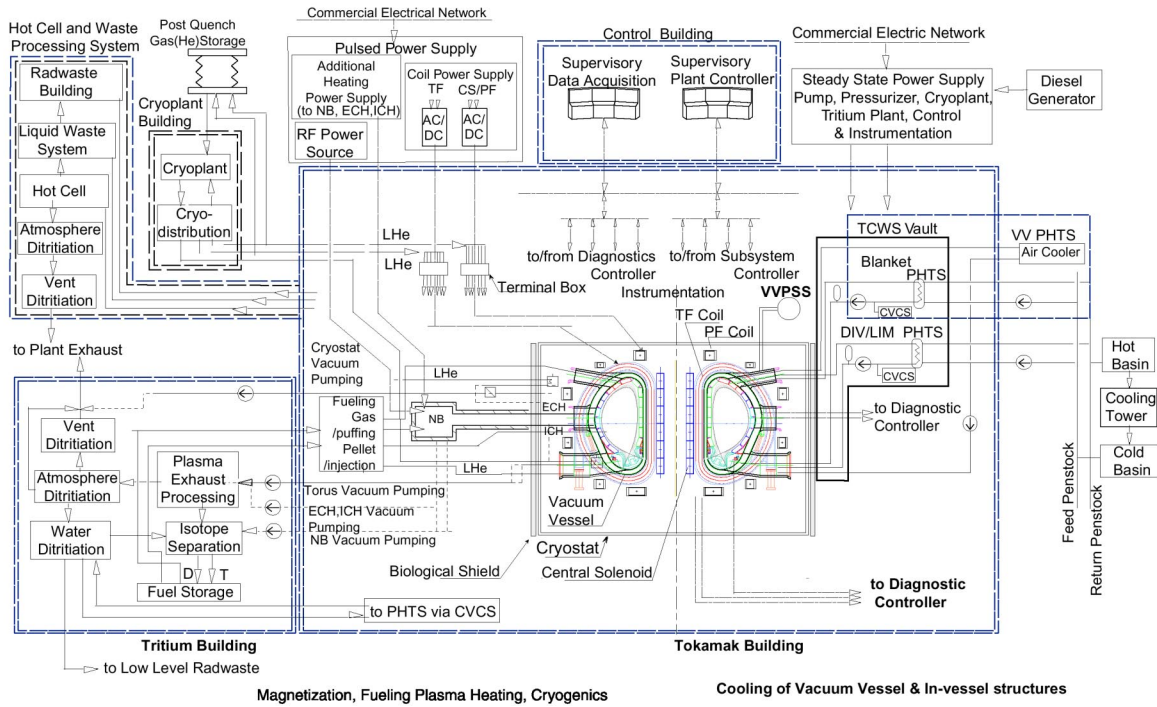 Commercial Electrical Network
Post Quench
Gas(He)Storage
Hot Cell and Waste
Processing System
Radwaste
Building
Liquid Waste
System
Hot Cell
Atmosphere
Ditritiation
Vent
Ditritiation
to Plant Exhaust
Cryoplant
Building
Cryoplant
Cryo-
distribution
Pulsed Power Supply
Additional
Heating
Power Supply
(to NB, ECH,ICH)
RF Power
Source
Coil Power Supply
TF
CS/PF
AC/
DC
AC/
DC
Control Building
Supervisory
Data Acquisition
Supervisory
Plant Controller
Commercial Electric Network
Steady State Power Supply
Pump, Pressurizer, Cryoplant,
Tritium Plant, Control
& Instrumentation
Diesel
Generator
LHe
LHe
Terminal Box
to/from Diagnostics
Controller
to/from Subsystem
Controller
Instrumentation
VVPSS
TF Coil
PF Coil
TCWS Vault
Blanket
PHTS
CVCS
DIV/LIM PHTS
CVCS
VV PHTS
Air Cooler
Hot
Basin
Cooling
Tower
Cold
Basin
Feed Penstock
Return Penstock
to Diagnostic
Controller
Cryostat
Vacuum
Pumping
LHe
Fueling
Gas
/puffing
Pellet
/injection
NB
ECH
ICH
LHe
Torus Vacuum Pumping
ECH,ICH Vacuum
Pumping
NB Vacuum Pumping
Vacuum
Vessel
Cryostat
Biological Shield
Central Solenoid
to Diagnostic
Controller
Vent
Ditritiation
Atmosphere
Ditritiation
Water
Ditritiation
Plasma
Exhaust
Processing
Isotope
Separation
D
T
Fuel Storage
to PHTS via CVCS
Tritium Building
Tokamak Building
to Low Level Radwaste
Magnetization, Fueling Plasma Heating, Cryogenics
Cooling of Vacuum Vessel & In-vessel structures